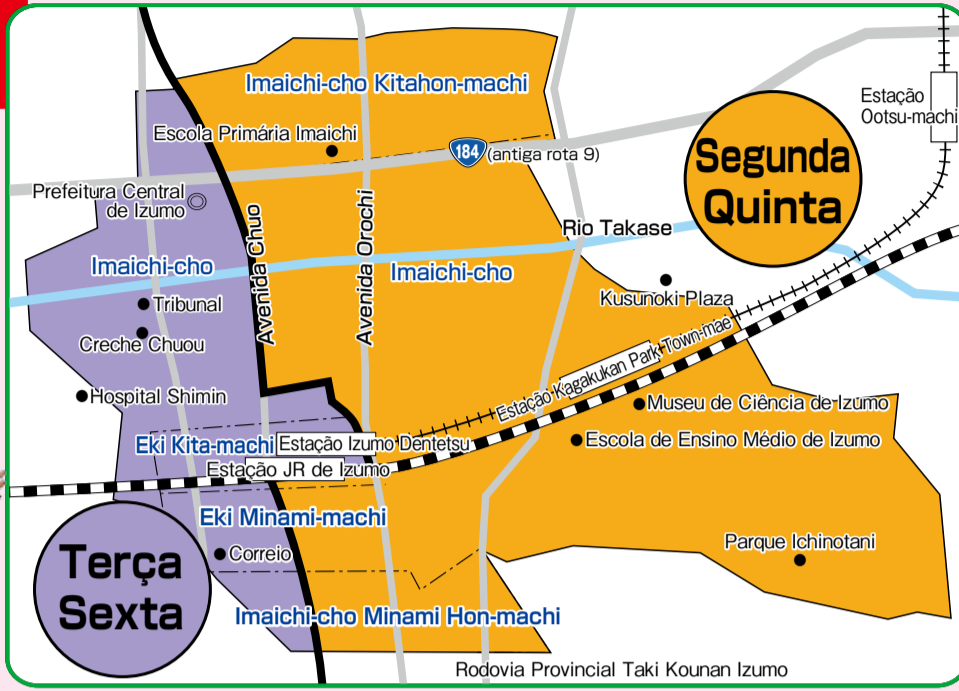 Imaichi-cho Kitahon-machi
Estação
Ootsu-machi
Escola Primária Imaichi
184 (antiga rota 9)
Segunda
Quinta
Prefeitura Central
de Izumo
Avenida Chuo
Avenida Orochi
Rio Takase
Imaichi-cho
Imaichi-cho
Kusunoki Plaza
Tribunal
Creche Chuou
Estação Kagakukan Park Town-mae
Hospital Shimin
Museu de Ciência de Izumo
Eki Kita-machi
Estação Izumo Dentetsu
Escola de Ensino Médio de Izumo
Estação JR de Izumo
Eki Minami-machi
Terça
Sexta
Correio
Parque Ichinotani
Imaichi-cho Minami Hon-machi
Rodovia Provincial Taki Kounan Izumo